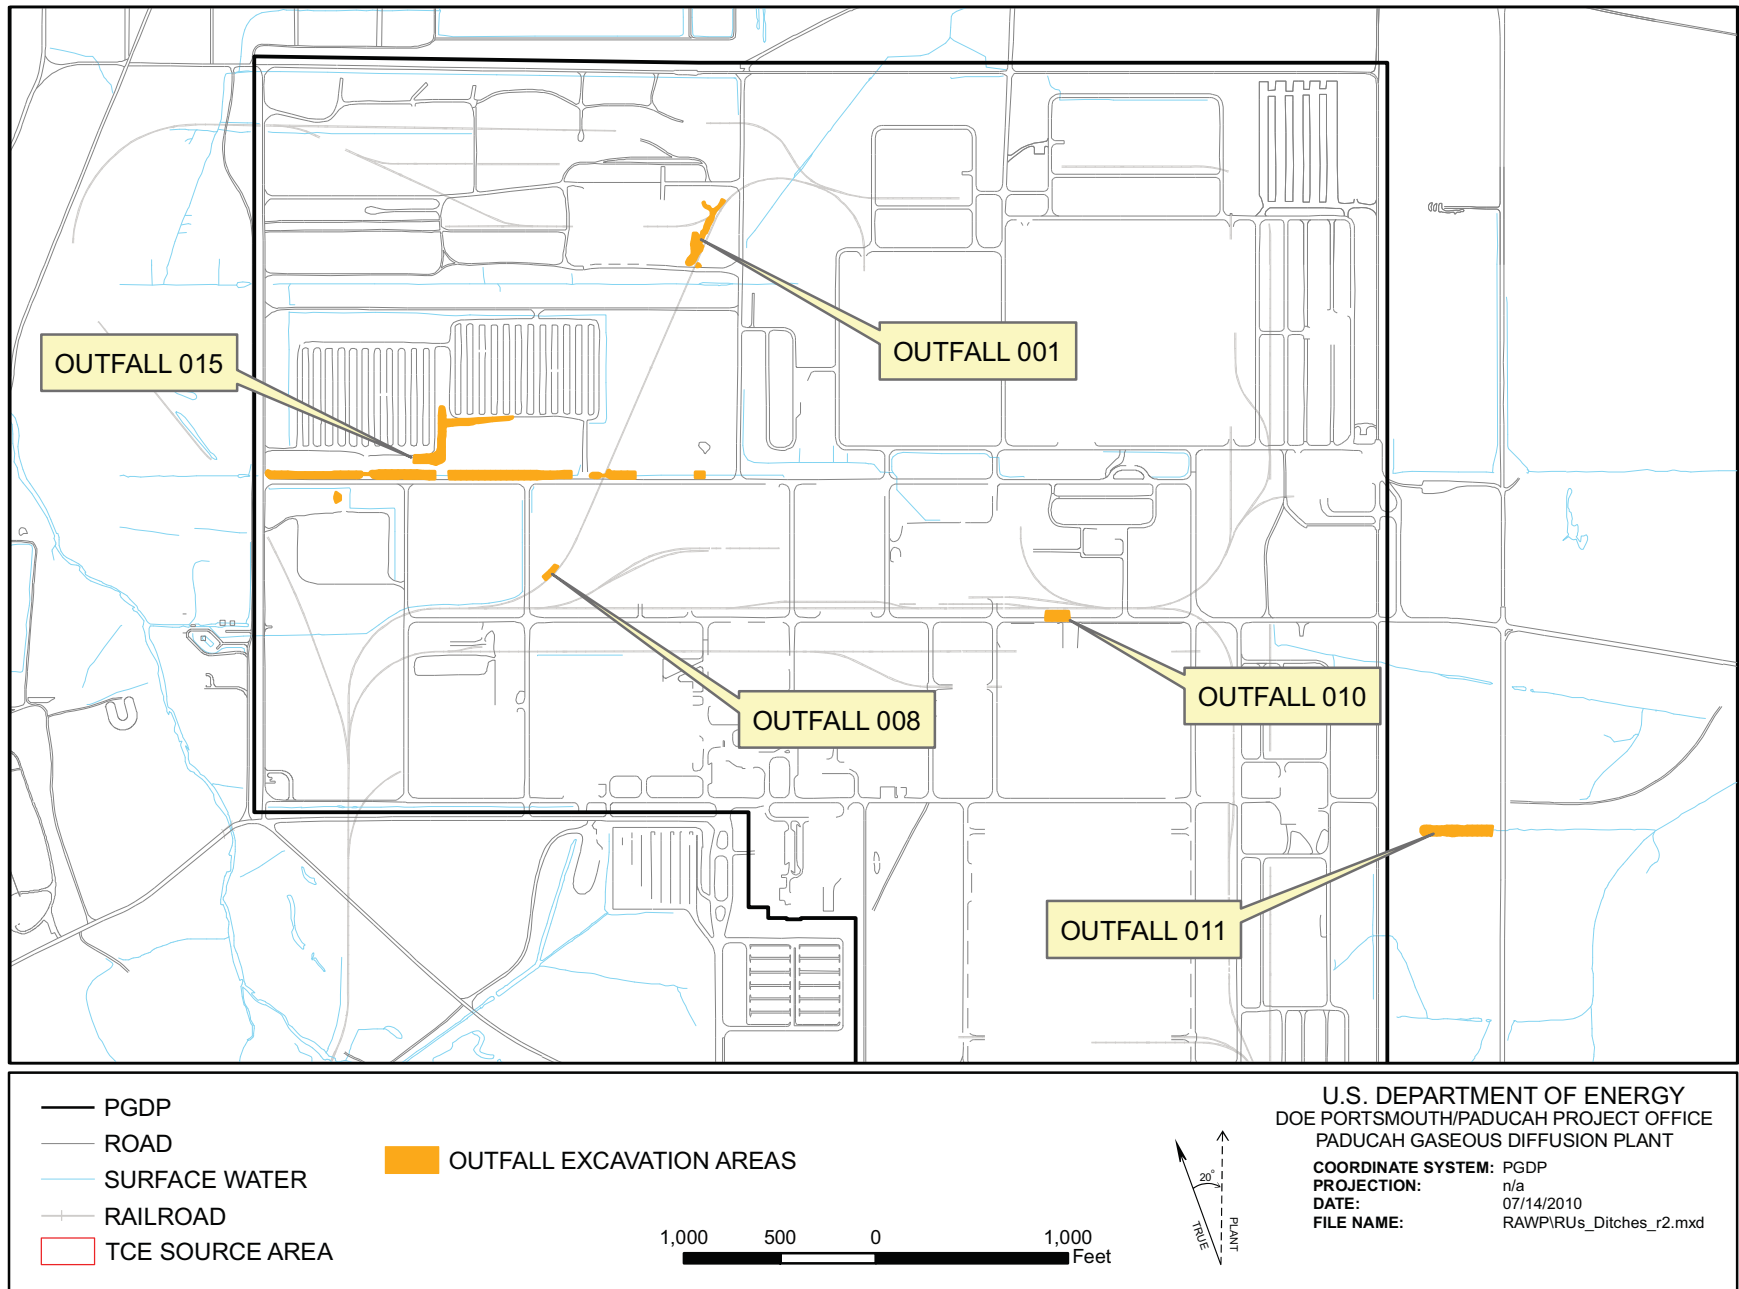 OUTFALL 001
OUTFALL 015
OUTFALL 010
OUTFALL 008
OUTFALL 011
PGDP
ROAD
SURFACE WATER
RAILROAD
TCE SOURCE AREA
OUTFALL EXCAVATION AREAS
1,000 500 0 1,000
Feet
20°
TRUE
PLANT
U.S. DEPARTMENT OF ENERGY
DOE PORTSMOUTH/PADUCAH PROJECT OFFICE
PADUCAH GASEOUS DIFFUSION PLANT
COORDINATE SYSTEM: PGDP
PROJECTION: n/a
DATE: 07/14/2010
FILE NAME: RAWP\RUs_Ditches_r2.mxd